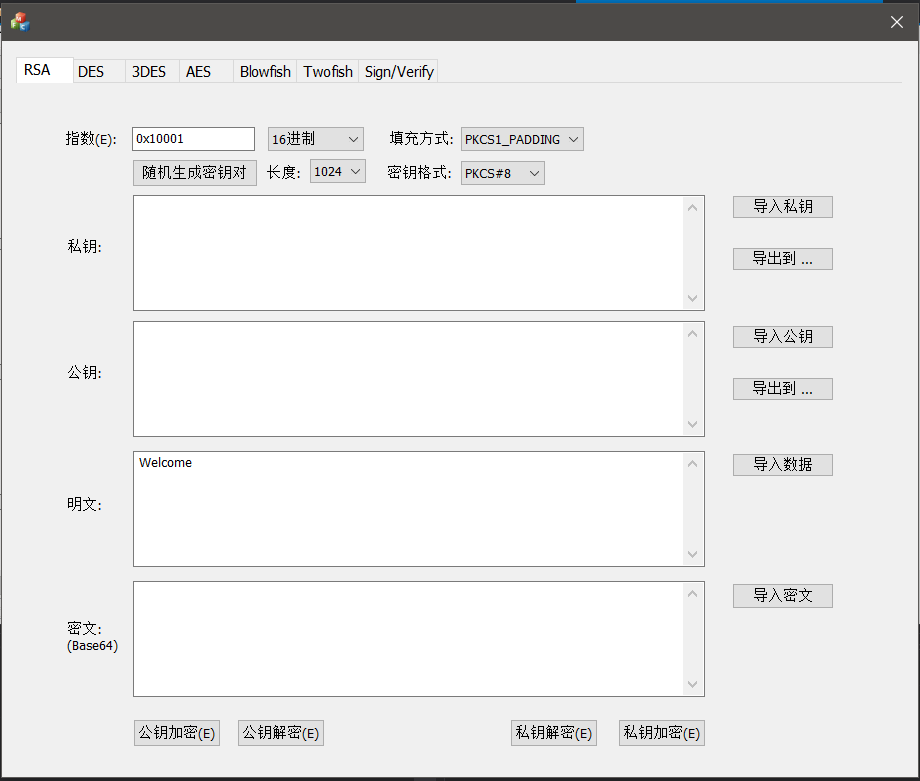 RSA DES 3DES AES Blowfish Twofish Sign/Verify
指数(E): 0x10001 16进制 填充方式: PKCS1_PADDING
随机生成密钥对 长度: 1024 密钥格式: PKCS#8
私钥:
导入私钥
导出到 ...
公钥:
导入公钥
导出到 ...
明文:
Welcome
导入数据
密文:
(Base64)
导入密文
公钥加密(E) 公钥解密(E) 私钥解密(E) 私钥加密(E)